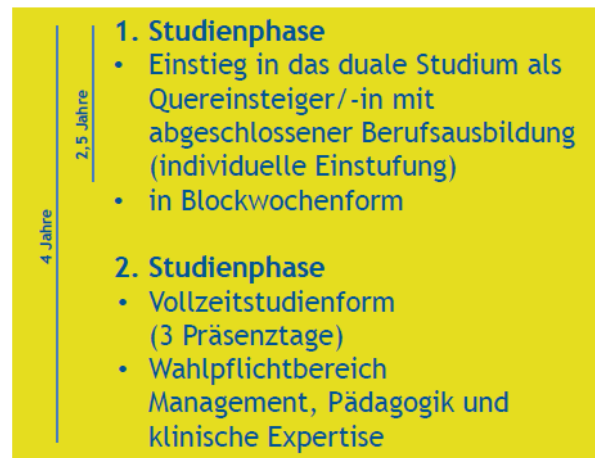 1. Studienphase
• Einstieg in das duale Studium als
Quereinsteiger/-in mit
abgeschlossener Berufsausbildung
(individuelle Einstufung)
• in Blockwochenform
2,5 Jahre
4 Jahre
2. Studienphase
• Vollzeitstudienform
(3 Präsenztage)
• Wahlpflichtbereich
Management, Pädagogik und
klinische Expertise